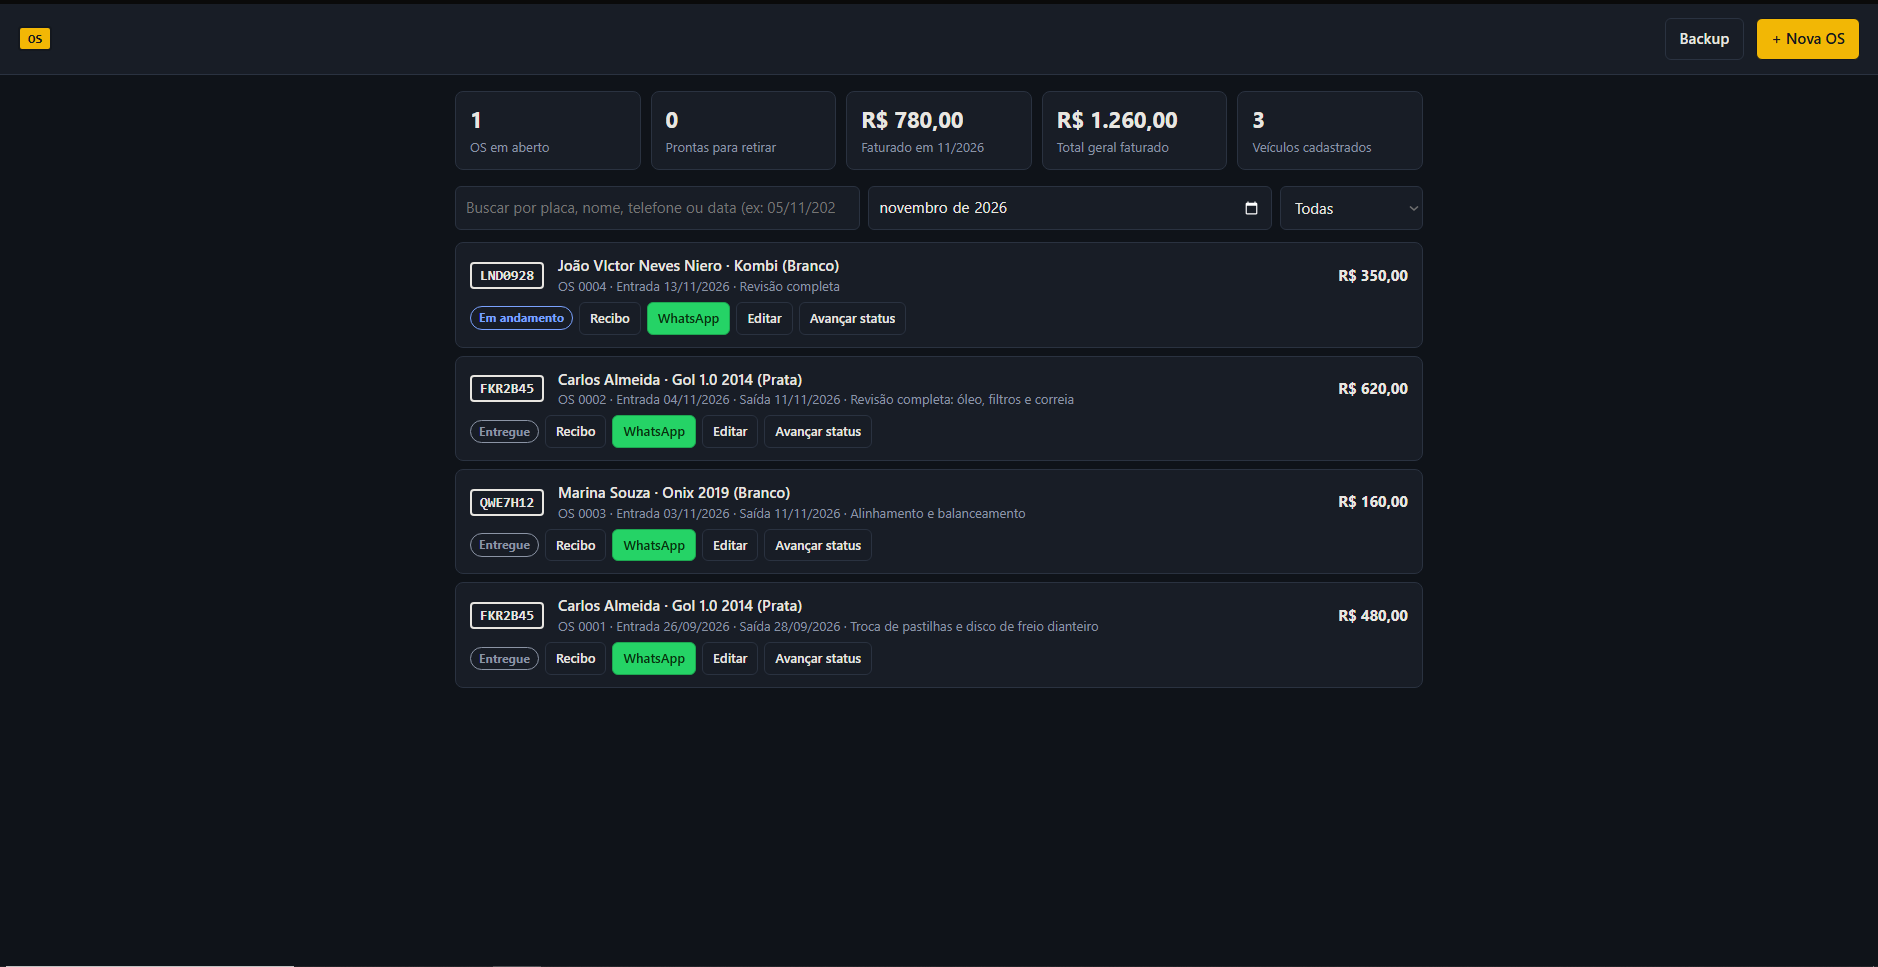 OS
Backup
+ Nova OS
1
OS em aberto
0
Prontas para retirar
R$ 780,00
Faturado em 11/2026
R$ 1.260,00
Total geral faturado
3
Veículos cadastrados
Buscar por placa, nome, telefone ou data (ex: 05/11/202
novembro de 2026
Todas
LND0928
João VIctor Neves Niero · Kombi (Branco)
OS 0004 · Entrada 13/11/2026 · Revisão completa
R$ 350,00
Em andamento
Recibo
WhatsApp
Editar
Avançar status
FKR2B45
Carlos Almeida · Gol 1.0 2014 (Prata)
OS 0002 · Entrada 04/11/2026 · Saída 11/11/2026 · Revisão completa: óleo, filtros e correia
R$ 620,00
Entregue
Recibo
WhatsApp
Editar
Avançar status
QWE7H12
Marina Souza · Onix 2019 (Branco)
OS 0003 · Entrada 03/11/2026 · Saída 11/11/2026 · Alinhamento e balanceamento
R$ 160,00
Entregue
Recibo
WhatsApp
Editar
Avançar status
FKR2B45
Carlos Almeida · Gol 1.0 2014 (Prata)
OS 0001 · Entrada 26/09/2026 · Saída 28/09/2026 · Troca de pastilhas e disco de freio dianteiro
R$ 480,00
Entregue
Recibo
WhatsApp
Editar
Avançar status